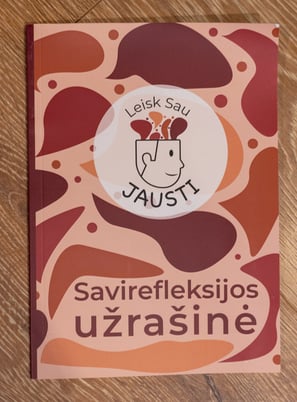 Leisk Sau
JAUSTI
Savirefleksijos
užrašinė